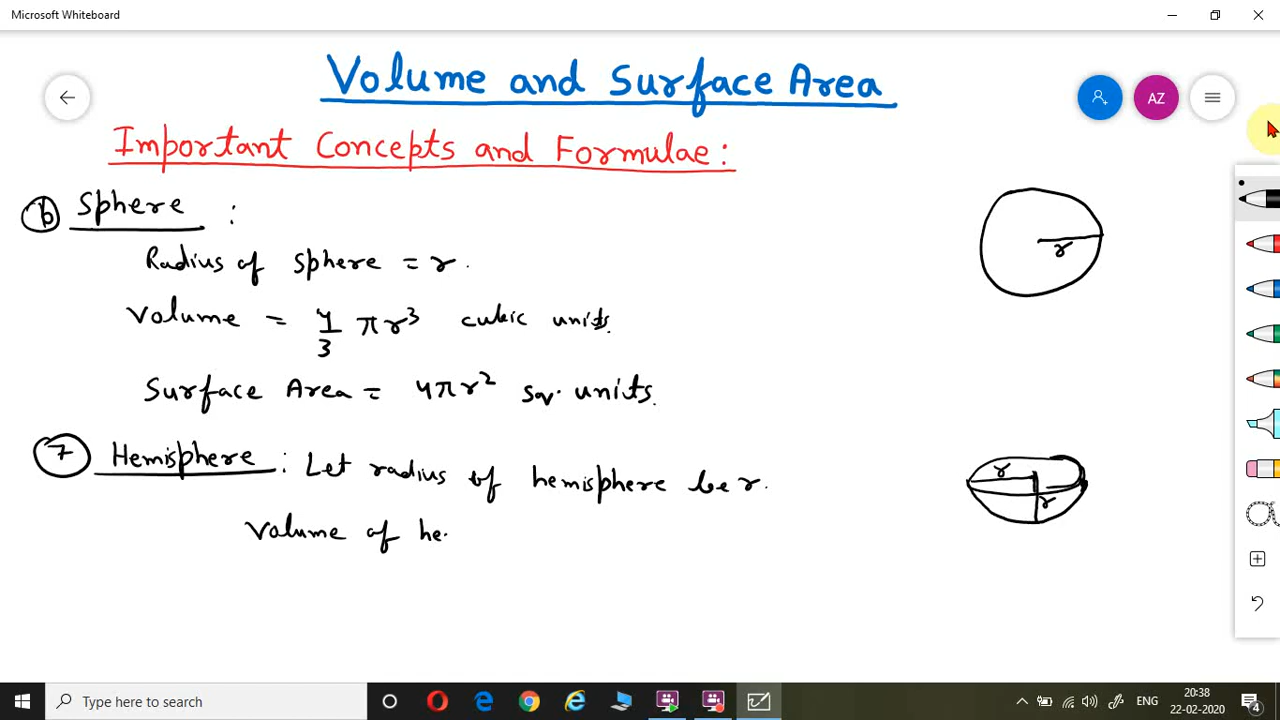 Microsoft Whiteboard
Volume and Surface Area
AZ
Important Concepts and Formulae:
6 Sphere :
r
Radius of sphere = r.
Volume = 4/3 πr³ cubic units.
Surface Area = 4πr² sq. units.
7 Hemisphere : Let radius of hemisphere be r.
r
r
Volume of he
Type here to search
ENG
20:38
22-02-2020
4